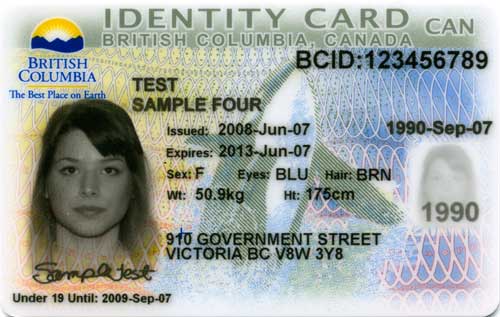 IDENTITY CARD CAN
BRITISH COLUMBIA, CANADA
BRITISH
COLUMBIA
The Best Place on Earth
BCID:123456789
TEST
SAMPLE FOUR
Issued: 2008-Jun-07 1990-Sep-07
Expires: 2013-Jun-07
Sex: F Eyes: BLU Hair: BRN
Wt: 50.9kg Ht: 175cm
1990
910 GOVERNMENT STREET
VICTORIA BC V8W 3Y8
Sample Test
Under 19 Until: 2009-Sep-07